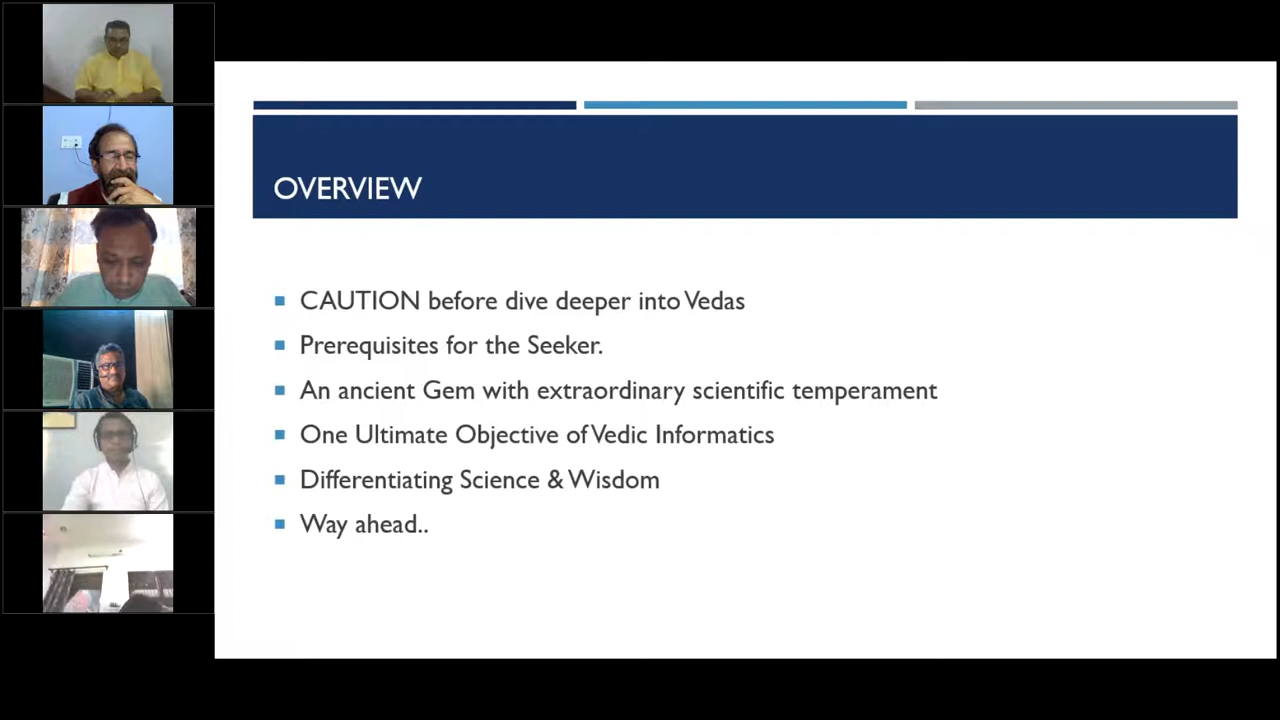 OVERVIEW
CAUTION before dive deeper into Vedas
Prerequisites for the Seeker.
An ancient Gem with extraordinary scientific temperament
One Ultimate Objective of Vedic Informatics
Differentiating Science & Wisdom
Way ahead..